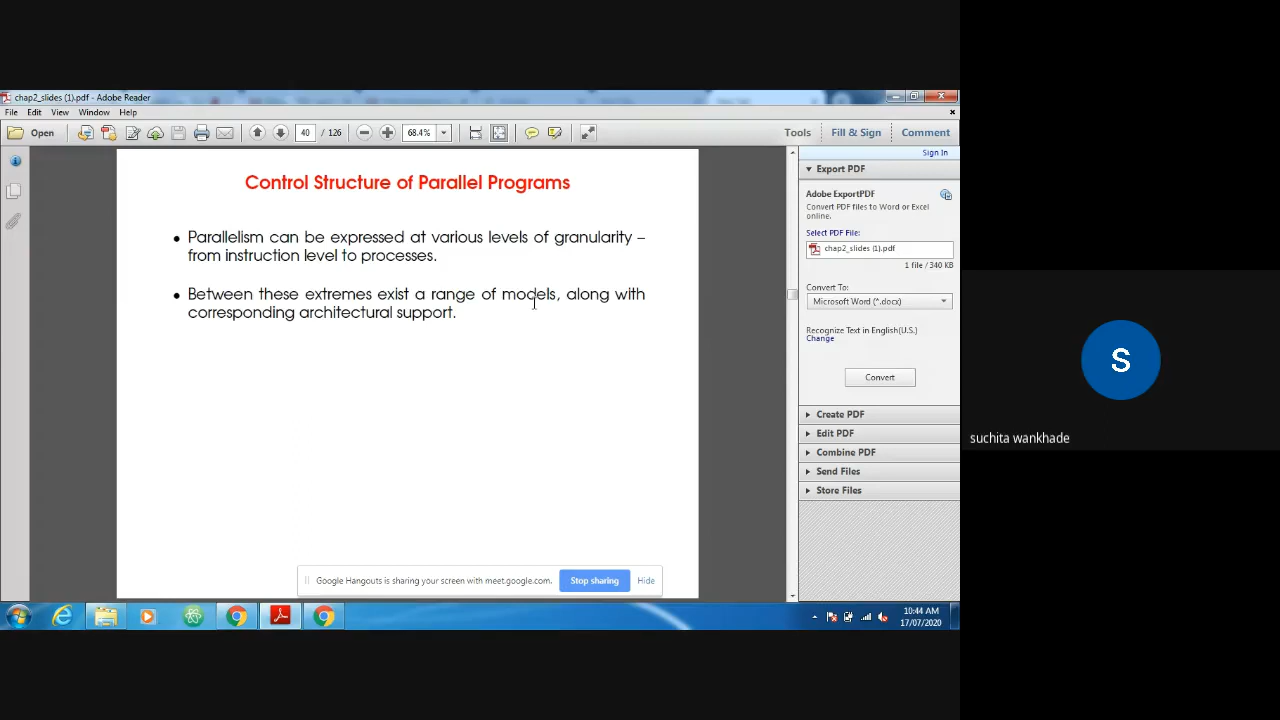 chap2_slides (1).pdf - Adobe Reader
File Edit View Window Help
Open 40 / 126 68.4% Tools Fill & Sign Comment
Sign In
Control Structure of Parallel Programs
• Parallelism can be expressed at various levels of granularity –
from instruction level to processes.
• Between these extremes exist a range of models, along with
corresponding architectural support.
Export PDF
Adobe ExportPDF
Convert PDF files to Word or Excel
online.
Select PDF File:
chap2_slides (1).pdf
1 file / 340 KB
Convert To:
Microsoft Word (*.docx)
Recognize Text in English(U.S.)
Change
Convert
Create PDF
Edit PDF
Combine PDF
Send Files
Store Files
S
suchita wankhade
Google Hangouts is sharing your screen with meet.google.com. Stop sharing Hide
10:44 AM
17/07/2020